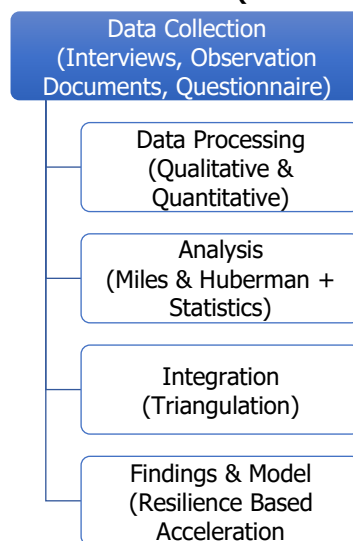 Data Collection
(Interviews, Observation
Documents, Questionnaire)
Data Processing
(Qualitative &
Quantitative)
Analysis
(Miles & Huberman +
Statistics)
Integration
(Triangulation)
Findings & Model
(Resilience Based
Acceleration